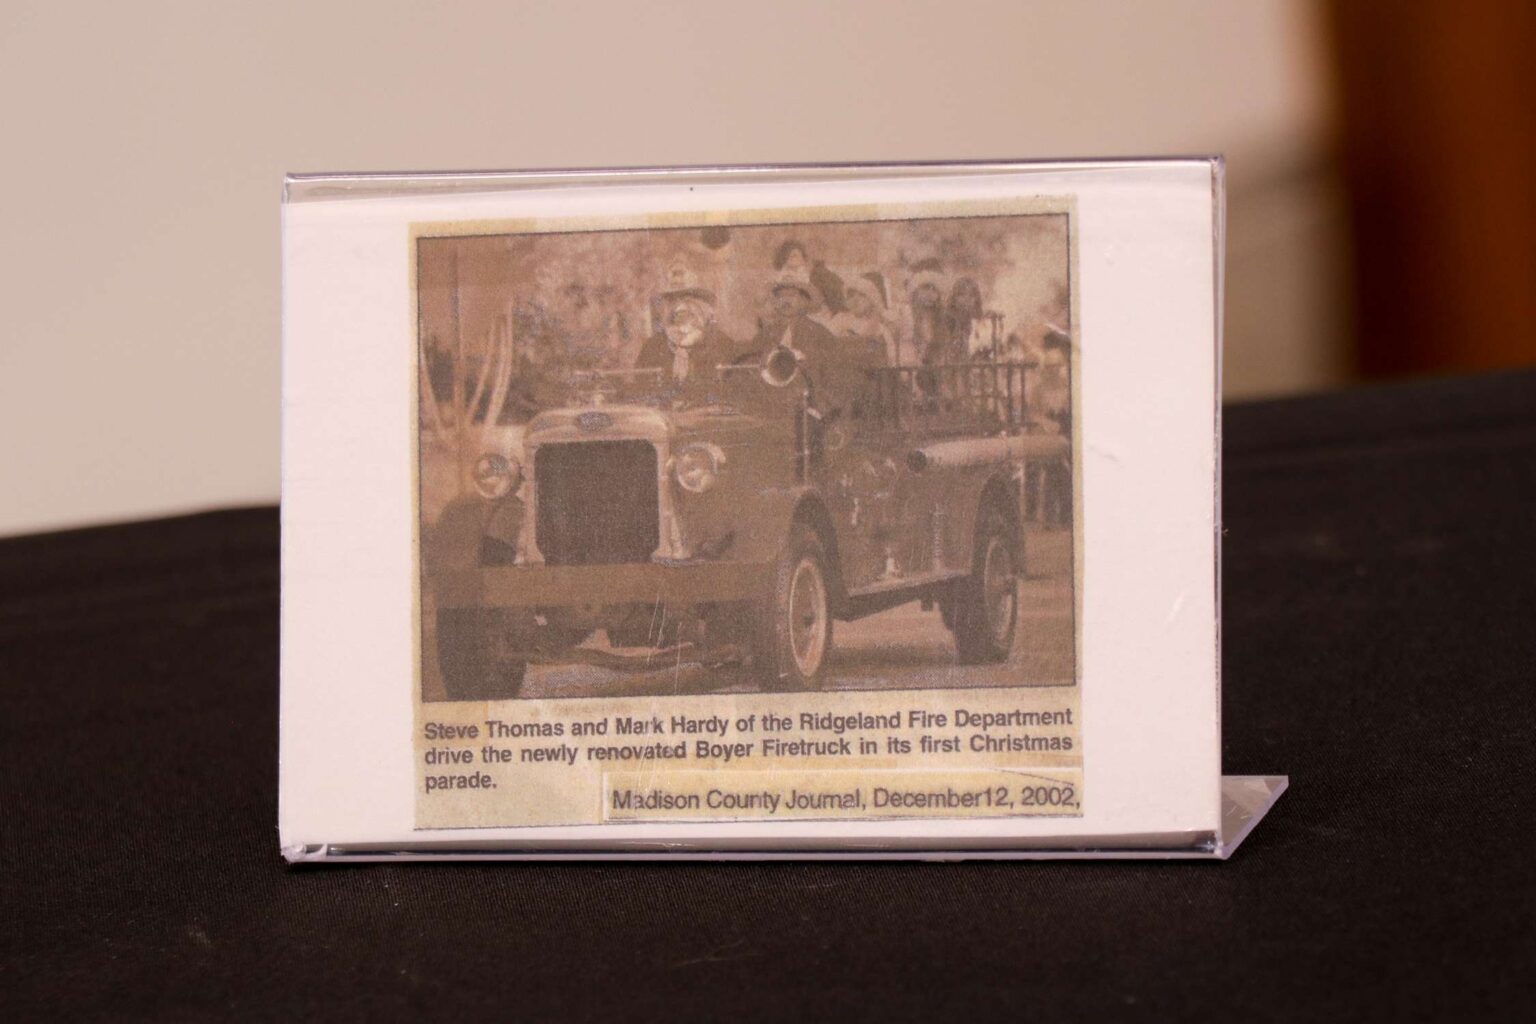 Steve Thomas and Mark Hardy of the Ridgeland Fire Department
drive the newly renovated Boyer Firetruck in its first Christmas
parade.
Madison County Journal, December12, 2002,